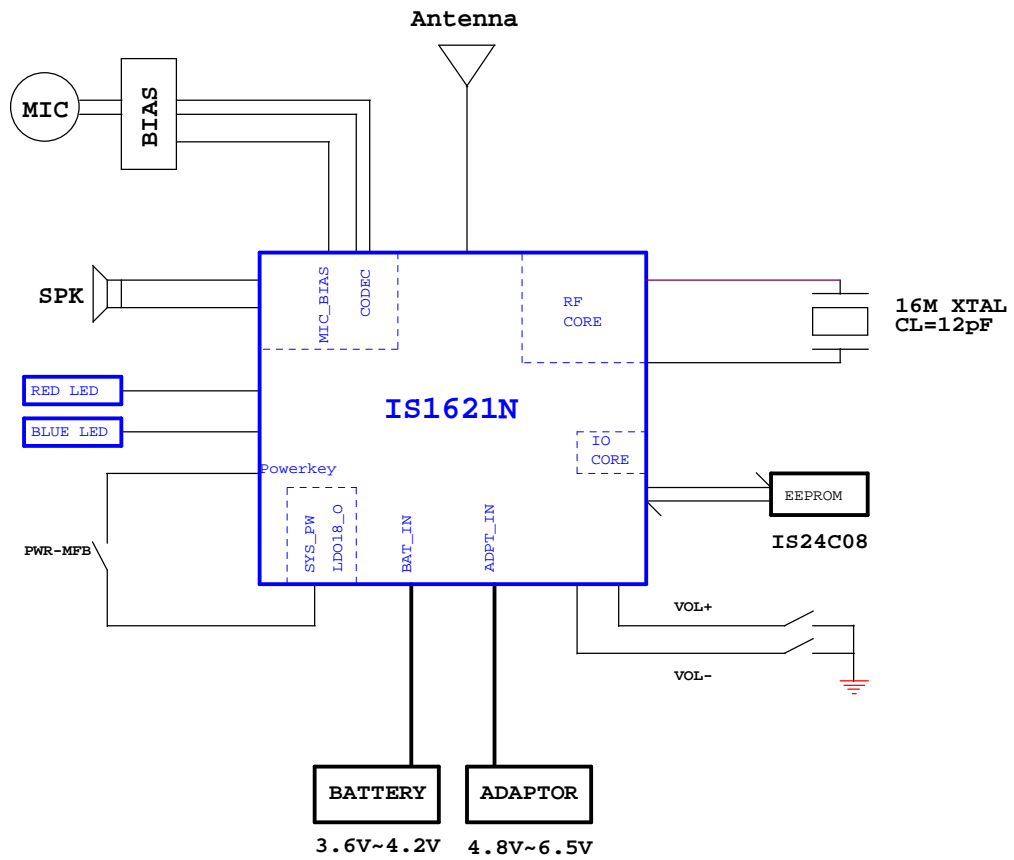 Antenna
MIC
BIAS
SPK
MIC_BIAS
CODEC
RF
CORE
16M XTAL
CL=12pF
RED LED
BLUE LED
IS1621N
IO
CORE
Powerkey
EEPROM
IS24C08
PWR-MFB
SYS_PW
LDO18_O
BAT_IN
ADPT_IN
VOL+
VOL-
BATTERY
ADAPTOR
3.6V~4.2V
4.8V~6.5V